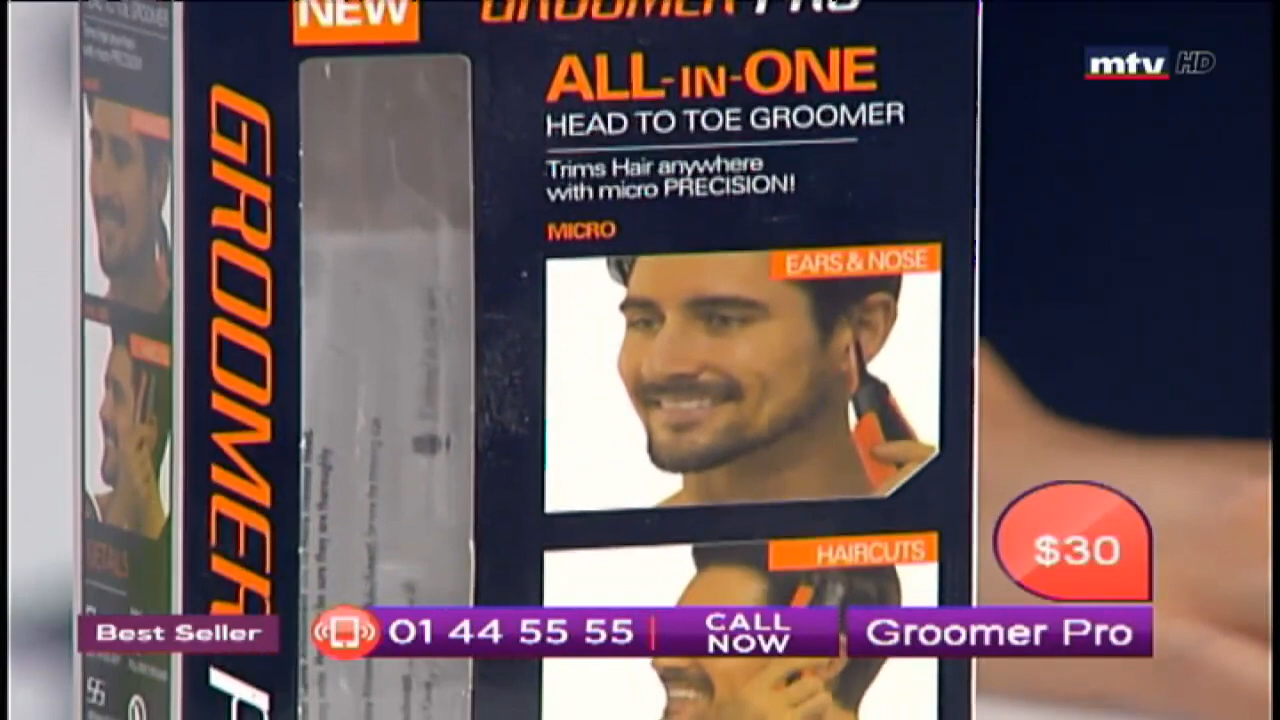 NEW
GROOMER PRO
ALL-IN-ONE
HEAD TO TOE GROOMER
Trims Hair anywhere
with micro PRECISION!
MICRO
EARS & NOSE
HAIRCUTS
GROOMER P
DETAILS
mtv HD
$30
Best Seller
01 44 55 55
CALL
NOW
Groomer Pro